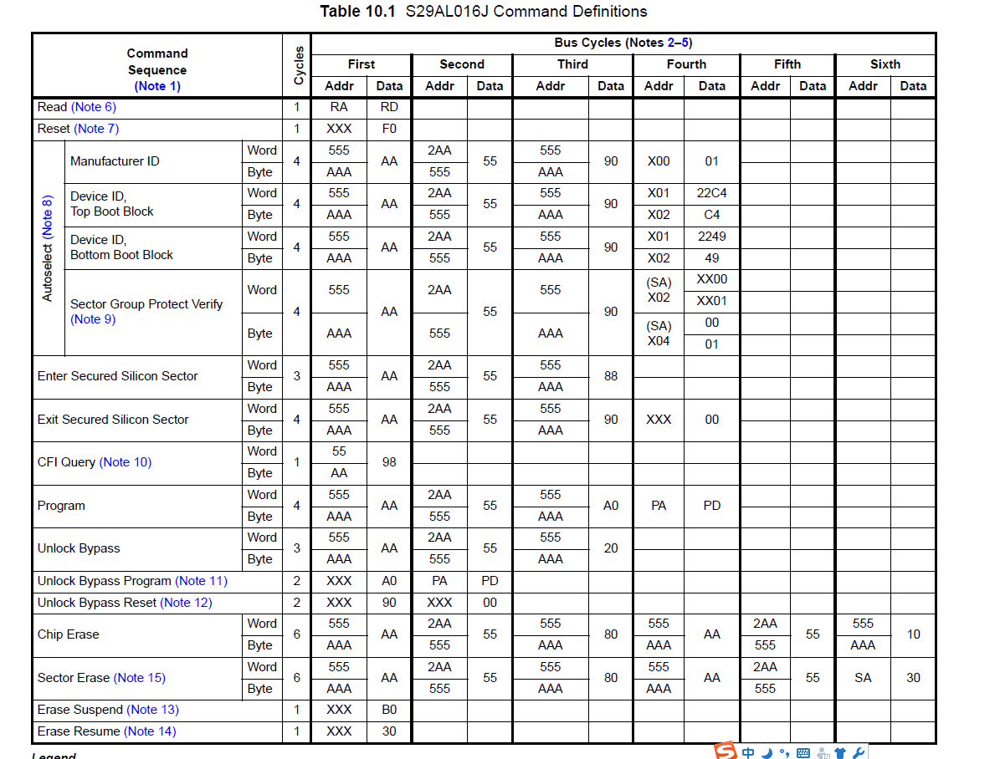 Table 10.1 S29AL016J Command Definitions
Command Sequence (Note 1) Cycles Bus Cycles (Notes 2–5)
First Second Third Fourth Fifth Sixth
Addr Data Addr Data Addr Data Addr Data Addr Data Addr Data
Read (Note 6) 1 RA RD
Reset (Note 7) 1 XXX F0
Autoselect (Note 8)
Manufacturer ID Word 4 555 AA 2AA 55 555 90 X00 01
Byte AAA 555 AAA
Device ID, Top Boot Block Word 4 555 AA 2AA 55 555 90 X01 22C4
Byte AAA 555 AAA X02 C4
Device ID, Bottom Boot Block Word 4 555 AA 2AA 55 555 90 X01 2249
Byte AAA 555 AAA X02 49
Sector Group Protect Verify (Note 9) Word 4 555 AA 2AA 55 555 90 (SA) X02 XX00
XX01
Byte AAA 555 AAA (SA) X04 00
01
Enter Secured Silicon Sector Word 3 555 AA 2AA 55 555 88
Byte AAA 555 AAA
Exit Secured Silicon Sector Word 4 555 AA 2AA 55 555 90 XXX 00
Byte AAA 555 AAA
CFI Query (Note 10) Word 1 55 98
Byte AA
Program Word 4 555 AA 2AA 55 555 A0 PA PD
Byte AAA 555 AAA
Unlock Bypass Word 3 555 AA 2AA 55 555 20
Byte AAA 555 AAA
Unlock Bypass Program (Note 11) 2 XXX A0 PA PD
Unlock Bypass Reset (Note 12) 2 XXX 90 XXX 00
Chip Erase Word 6 555 AA 2AA 55 555 80 555 AA 2AA 55 555 10
Byte AAA 555 AAA AAA 555 AAA
Sector Erase (Note 15) Word 6 555 AA 2AA 55 555 80 555 AA 2AA 55 SA 30
Byte AAA 555 AAA AAA 555
Erase Suspend (Note 13) 1 XXX B0
Erase Resume (Note 14) 1 XXX 30
Legend
S 中